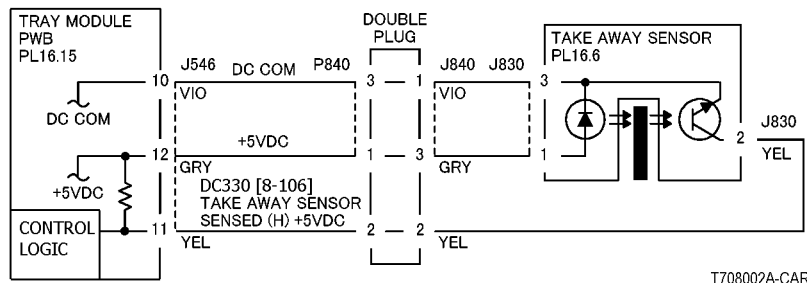 TRAY MODULE
PWB
PL16.15
DOUBLE
PLUG
TAKE AWAY SENSOR
PL16.6
J546 DC COM P840
J840 J830
10
3 1
3
VIO
VIO
DC COM
J830
2
YEL
+5VDC
12
1 3
1
GRY
GRY
+5VDC
DC330 [8-106]
TAKE AWAY SENSOR
SENSED (H) +5VDC
CONTROL
LOGIC
11
2 2
YEL
YEL
T708002A-CAR